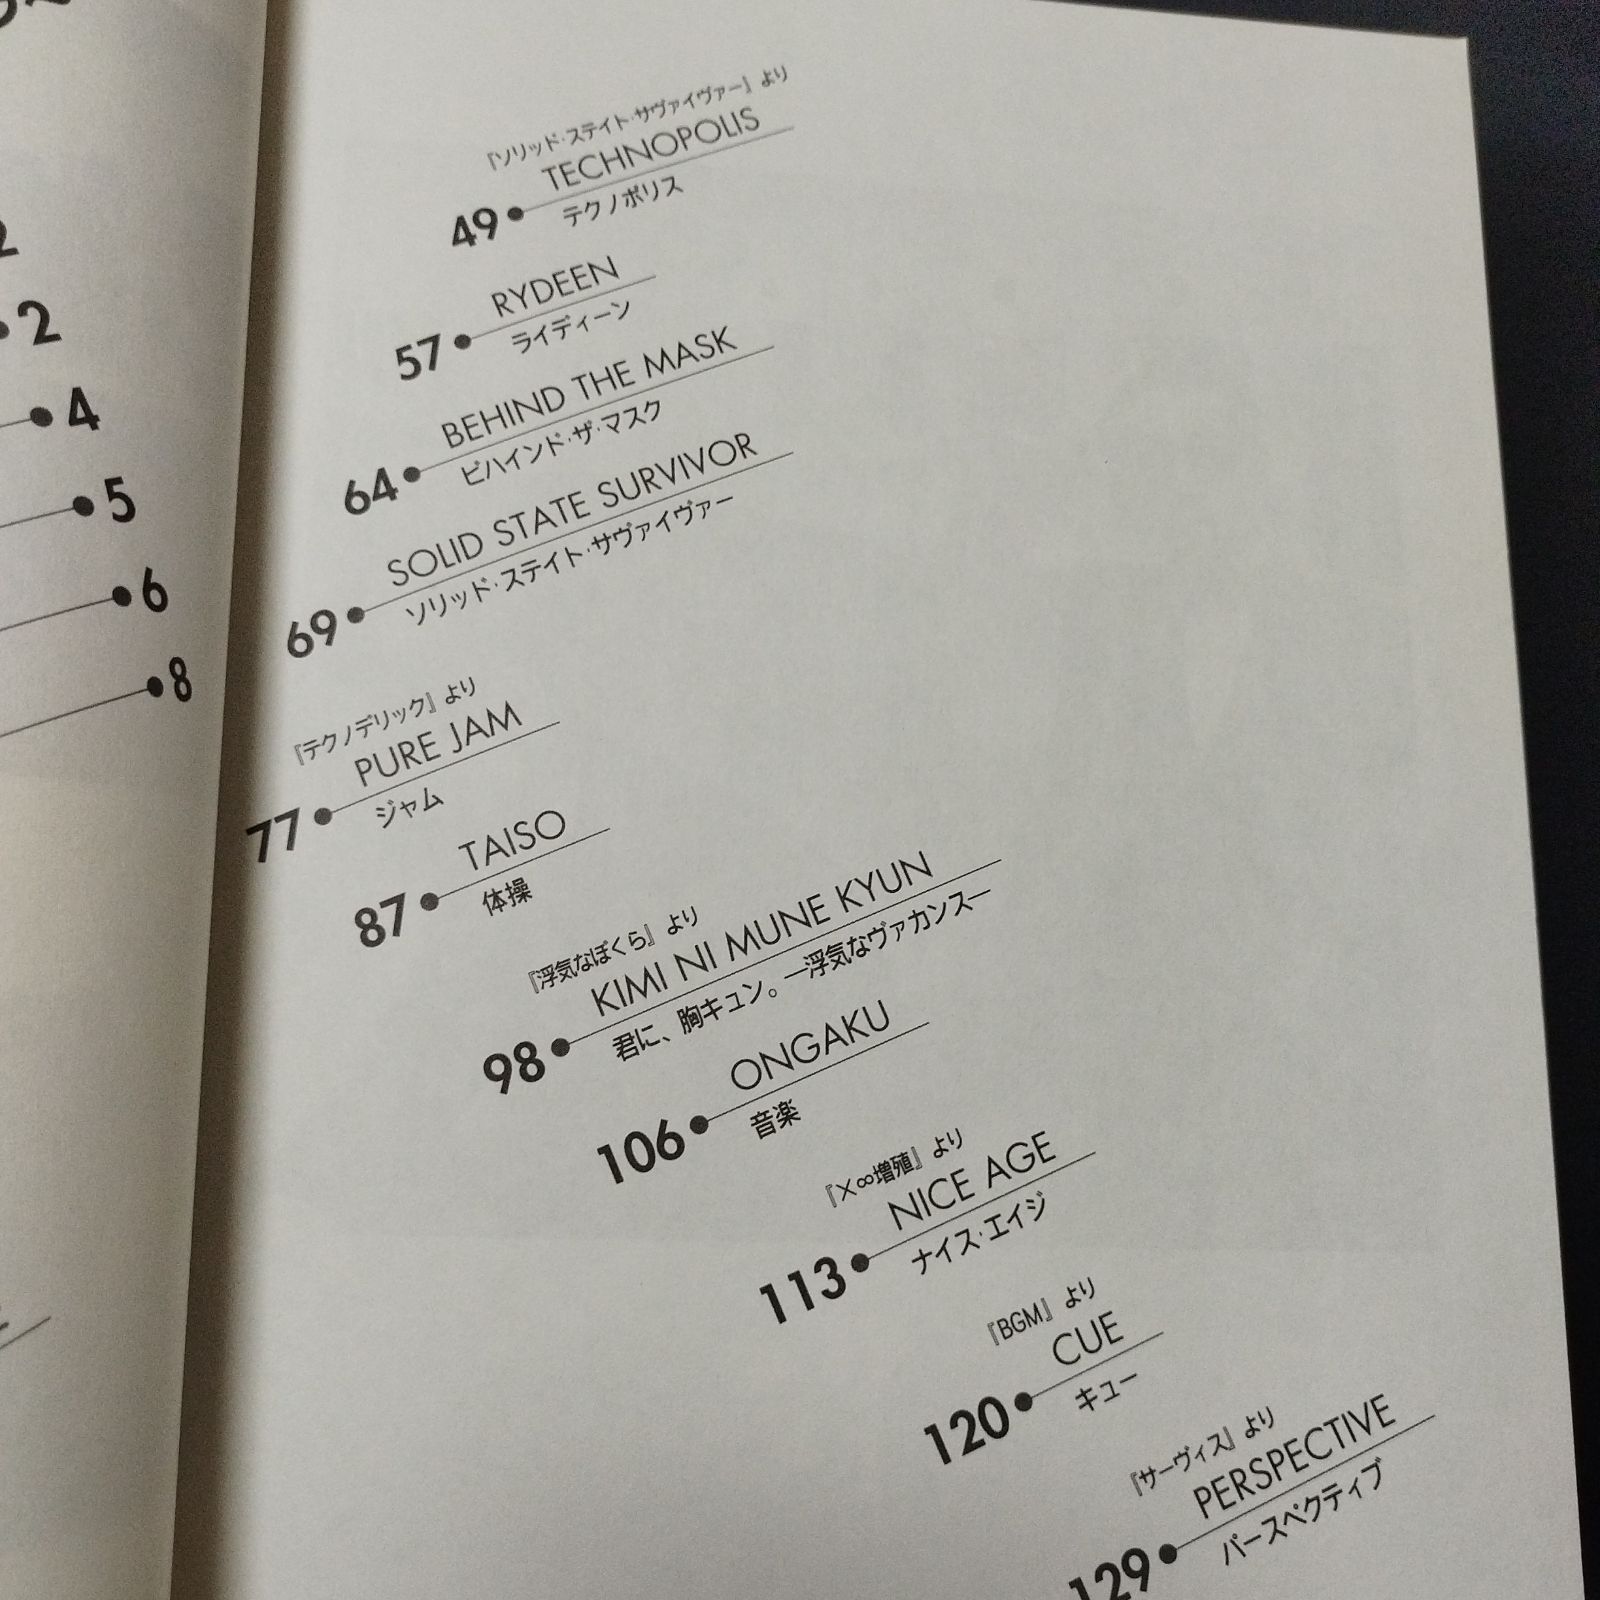 2
2
4
5
6
8
『ソリッド・ステイト・サヴァイヴァー』より
TECHNOPOLIS
49 テクノポリス
RYDEEN
57 ライディーン
BEHIND THE MASK
64 ビハインド・ザ・マスク
SOLID STATE SURVIVOR
69 ソリッド・ステイト・サヴァイヴァー
『テクノデリック』より
PURE JAM
77 ジャム
TAISO
87 体操
『浮気なぼくら』より
KIMI NI MUNE KYUN
98 君に、胸キュン。—浮気なヴァカンス—
ONGAKU
106 音楽
『×∞増殖』より
NICE AGE
113 ナイス・エイジ
『BGM』より
CUE
120 キュー
『サーヴィス』より
PERSPECTIVE
129 パースペクティブ